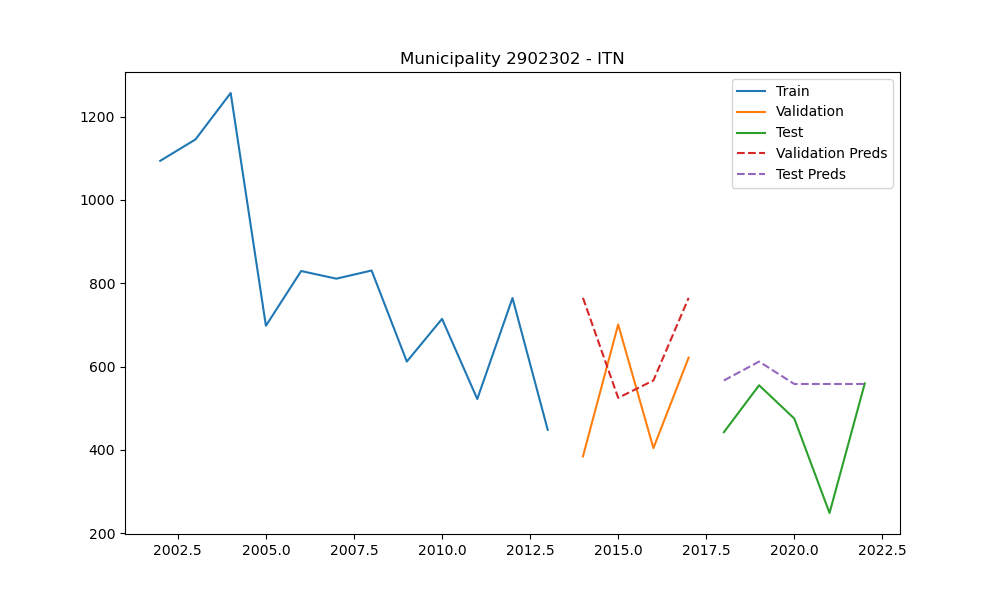 Municipality 2902302 - ITN
Train
Validation
Test
Validation Preds
Test Preds
1200
1000
800
600
400
200
2002.5 2005.0 2007.5 2010.0 2012.5 2015.0 2017.5 2020.0 2022.5